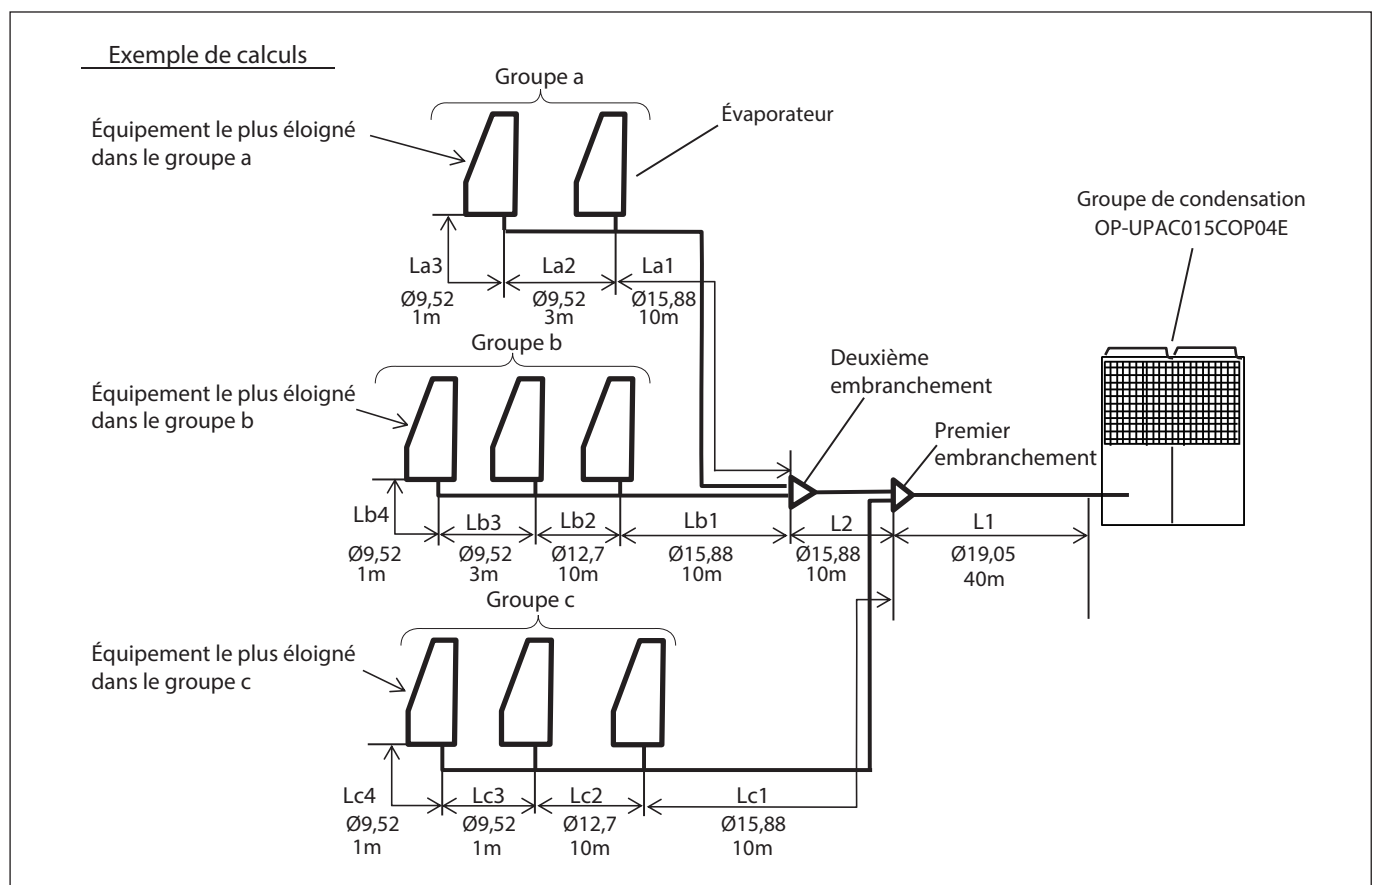 Exemple de calculs
Groupe a
Équipement le plus éloigné
dans le groupe a
Évaporateur
Groupe de condensation
OP-UPAC015COP04E
La3
La2
La1
Ø9,52
1m
Ø9,52
3m
Ø15,88
10m
Groupe b
Équipement le plus éloigné
dans le groupe b
Deuxième
embranchement
Premier
embranchement
Lb4
Lb3
Lb2
Lb1
L2
L1
Ø9,52
1m
Ø9,52
3m
Ø12,7
10m
Ø15,88
10m
Ø15,88
10m
Ø19,05
40m
Groupe c
Équipement le plus éloigné
dans le groupe c
Lc4
Lc3
Lc2
Lc1
Ø9,52
1m
Ø9,52
1m
Ø12,7
10m
Ø15,88
10m